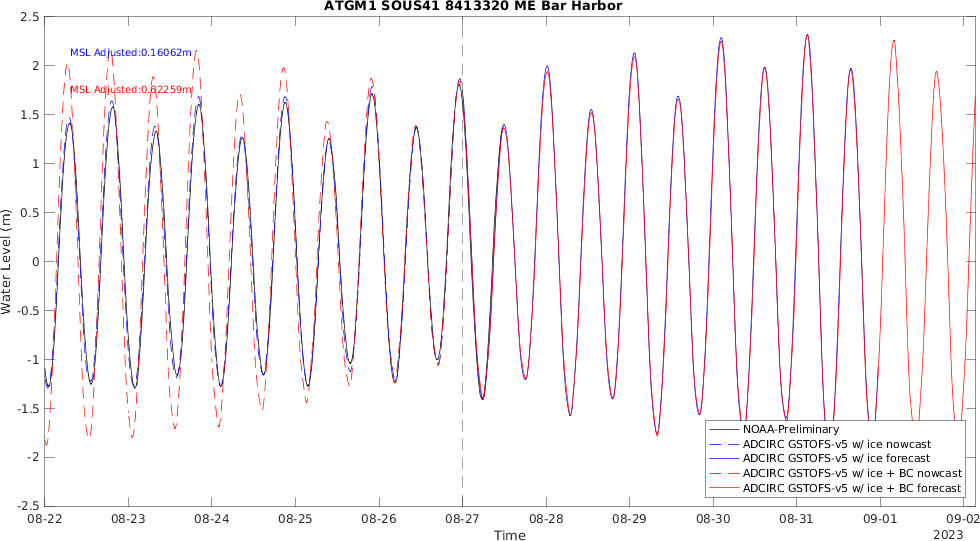 ATGM1 SOUS41 8413320 ME Bar Harbor
2.5
2
1.5
1
0.5
0
-0.5
-1
-1.5
-2
-2.5
Water Level (m)
MSL Adjusted:0.16062m
MSL Adjusted:0.62259m
NOAA-Preliminary
ADCIRC GSTOFS-v5 w/ ice nowcast
ADCIRC GSTOFS-v5 w/ ice forecast
ADCIRC GSTOFS-v5 w/ ice + BC nowcast
ADCIRC GSTOFS-v5 w/ ice + BC forecast
08-22 08-23 08-24 08-25 08-26 08-27 08-28 08-29 08-30 08-31 09-01 09-02
Time
2023